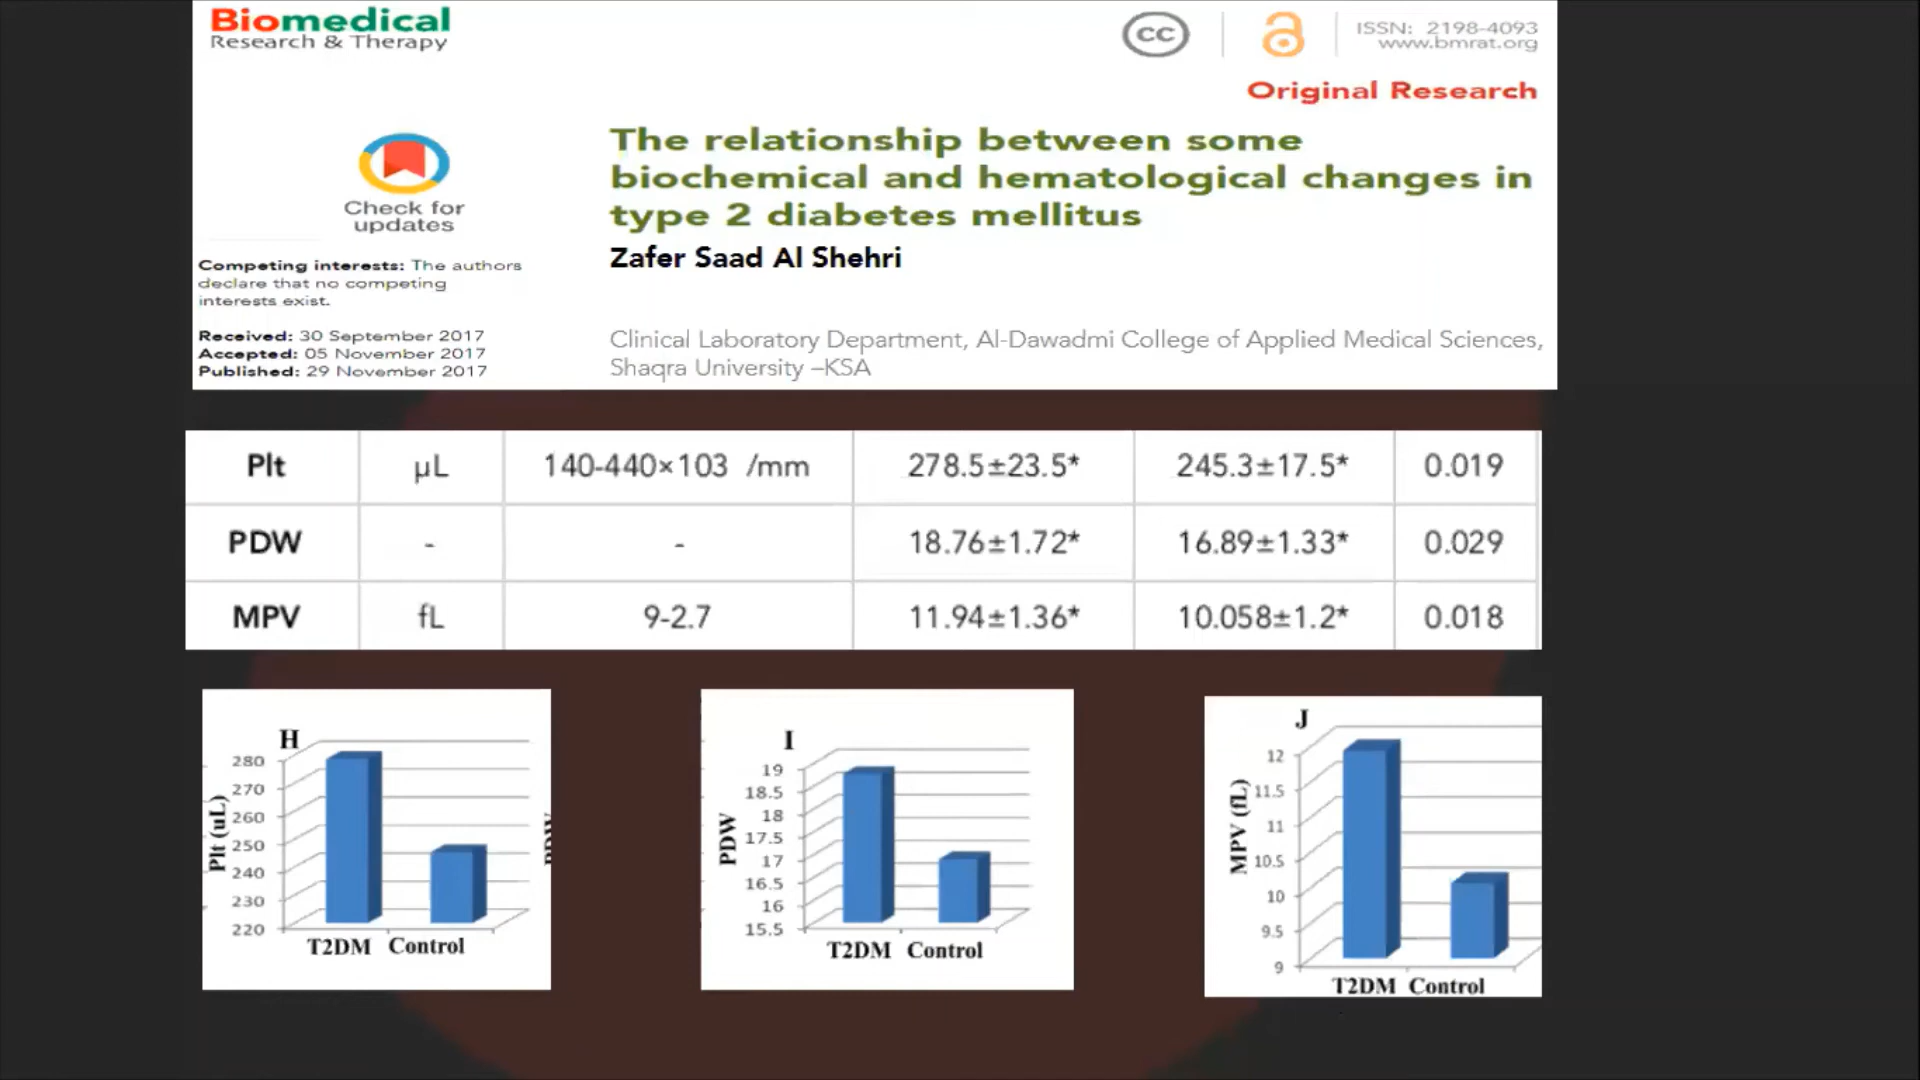 Biomedical
Research & Therapy
cc
ISSN: 2198-4093
www.bmrat.org
Original Research
The relationship between some
biochemical and hematological changes in
type 2 diabetes mellitus
Zafer Saad Al Shehri
Check for
updates
Competing interests: The authors
declare that no competing
interests exist.
Received: 30 September 2017
Accepted: 05 November 2017
Published: 29 November 2017
Clinical Laboratory Department, Al-Dawadmi College of Applied Medical Sciences,
Shaqra University –KSA
Plt µL 140-440×103 /mm 278.5±23.5* 245.3±17.5* 0.019
PDW - - 18.76±1.72* 16.89±1.33* 0.029
MPV fL 9-2.7 11.94±1.36* 10.058±1.2* 0.018
H
Plt (uL)
280
270
260
250
240
230
220
T2DM Control
PDW
I
PDW
19
18.5
18
17.5
17
16.5
16
15.5
T2DM Control
J
MPV (fL)
12
11.5
11
10.5
10
9.5
9
T2DM Control